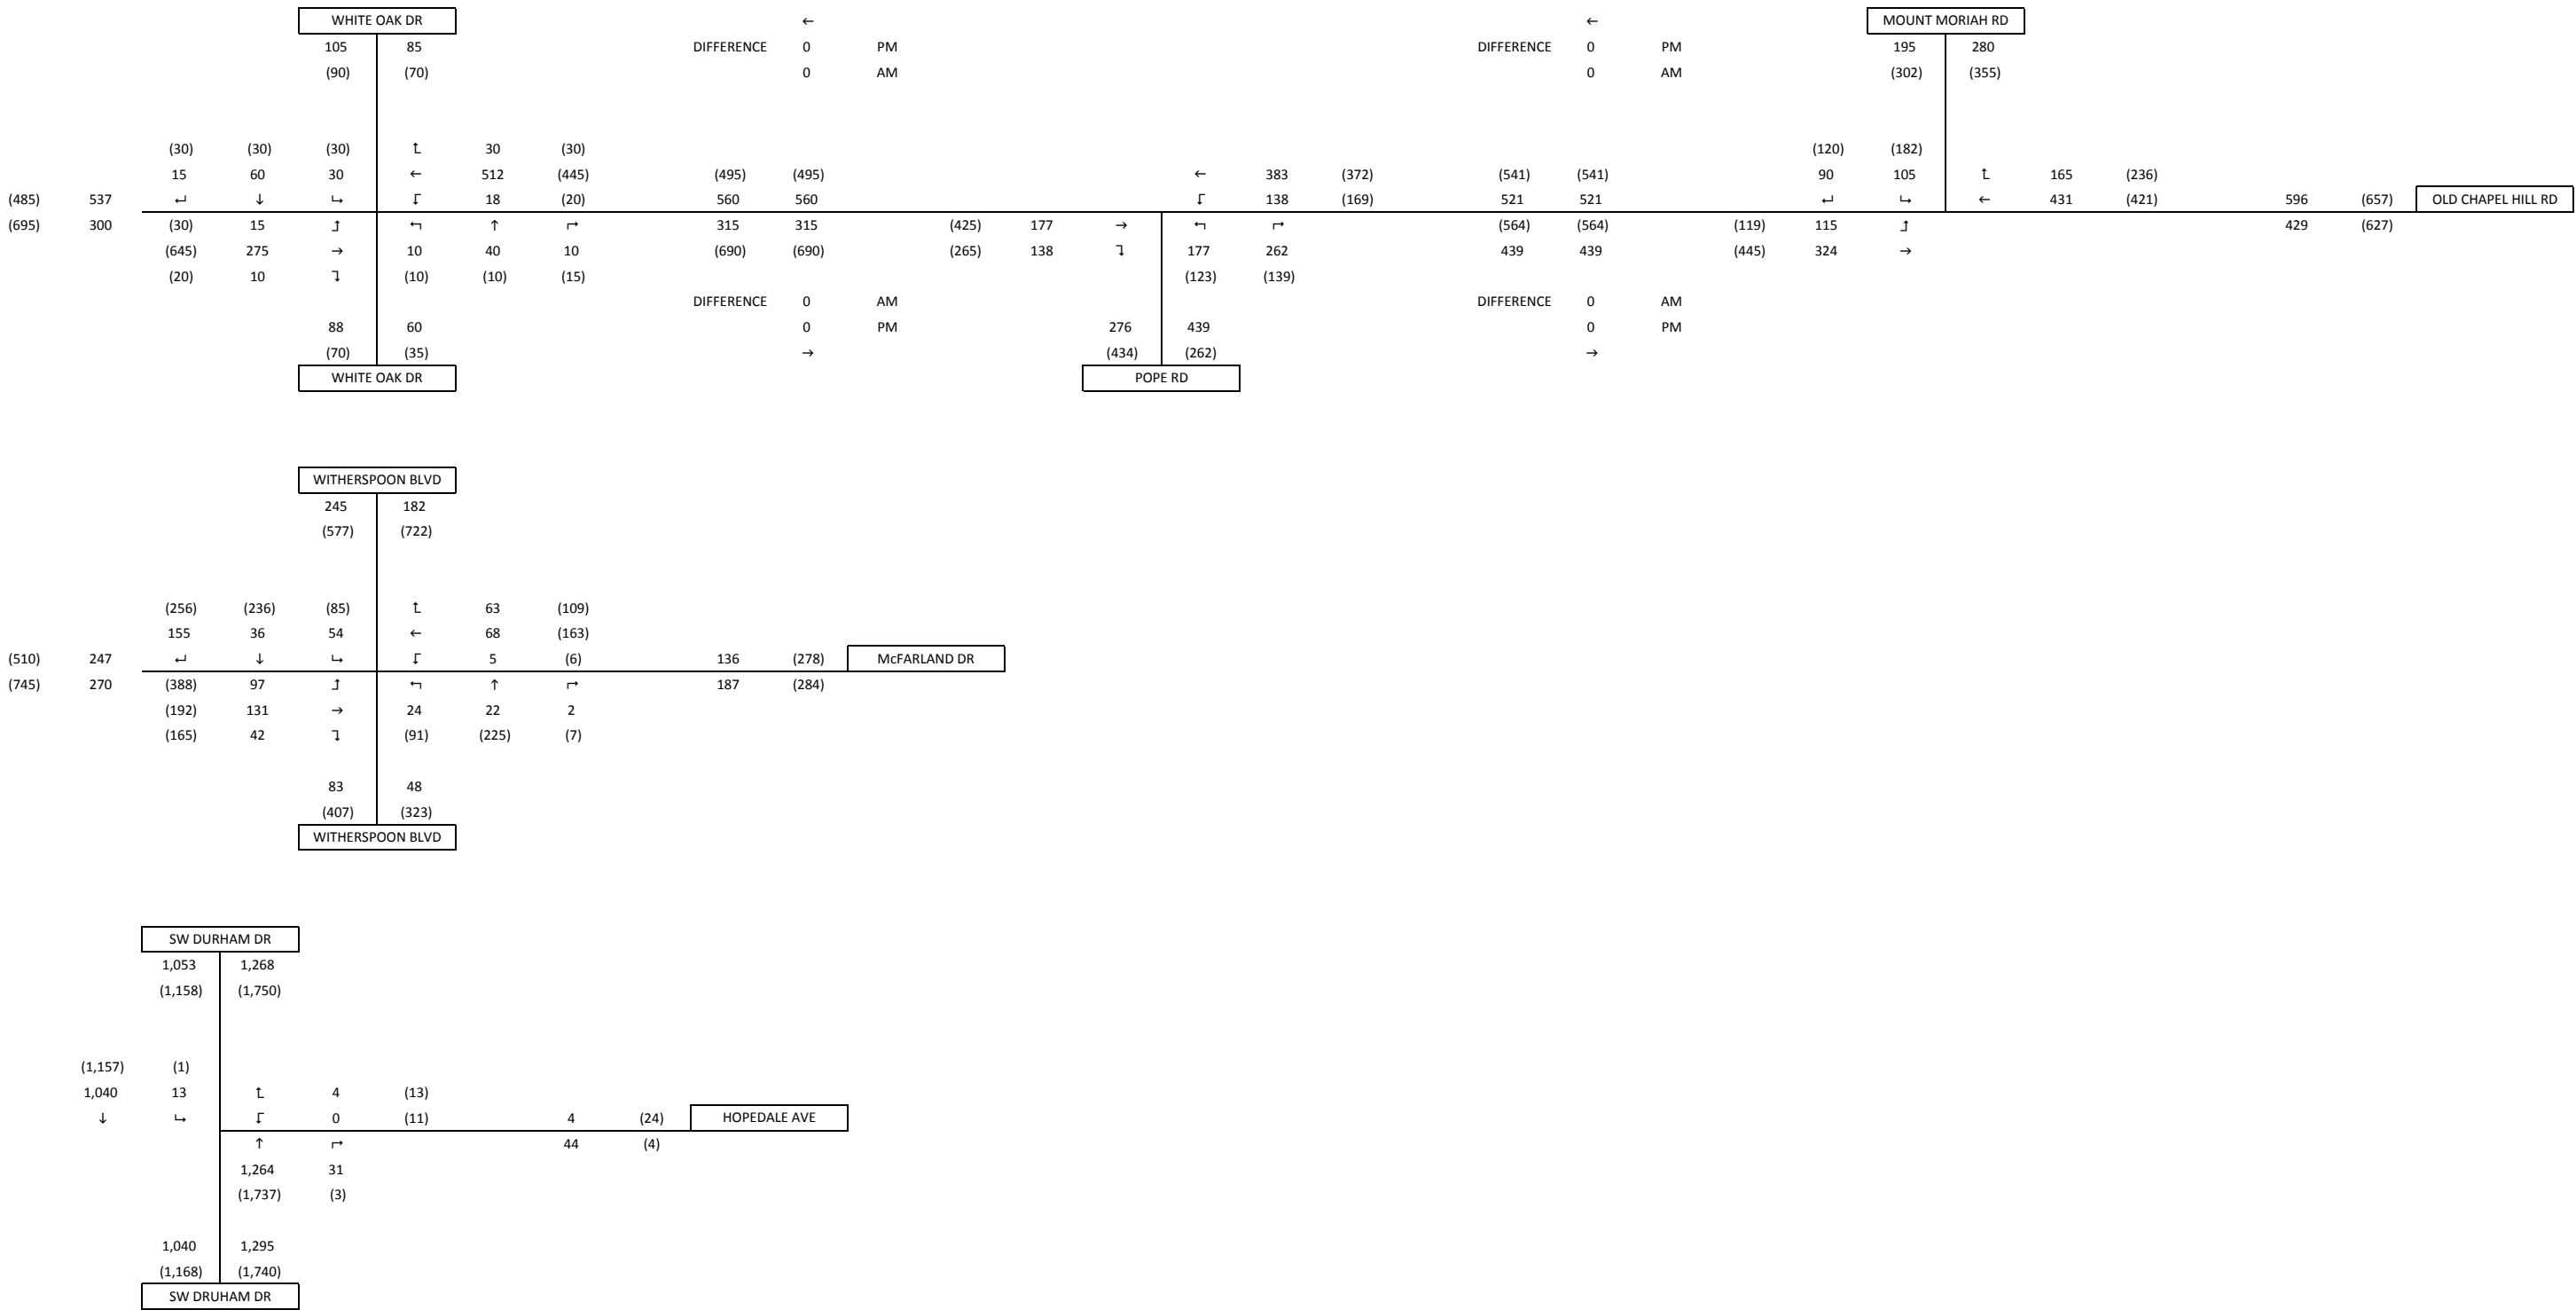 WHITE OAK DR ← ← MOUNT MORIAH RD
105 85 DIFFERENCE 0 PM DIFFERENCE 0 PM 195 280
(90) (70) 0 AM 0 AM (302) (355)
(30) (30) (30) ↑ 30 (30) (120) (182)
15 60 30 ← 512 (445) (495) (495) ← 383 (372) (541) (541) 90 105 ↑ 165 (236)
(485) 537 ↵ ↓ ↳ ↓ 18 (20) 560 560 ↓ 138 (169) 521 521 ↵ ↳ ← 431 (421) 596 (657) OLD CHAPEL HILL RD
(695) 300 (30) 15 ↑ ↰ ↑ ↱ 315 315 (425) 177 → ↰ ↱ (564) (564) (119) 115 ↑ 429 (627)
(645) 275 → 10 40 10 (690) (690) (265) 138 ↴ 177 262 439 439 (445) 324 →
(20) 10 ↴ (10) (10) (15) (123) (139)
DIFFERENCE 0 AM DIFFERENCE 0 AM
88 60 0 PM 276 439 0 PM
(70) (35) → (434) (262) →
WHITE OAK DR POPE RD
WITHERSPOON BLVD
245 182
(577) (722)
(256) (236) (85) ↑ 63 (109)
155 36 54 ← 68 (163)
(510) 247 ↵ ↓ ↳ ↓ 5 (6) 136 (278) McFARLAND DR
(745) 270 (388) 97 ↑ ↰ ↑ ↱ 187 (284)
(192) 131 → 24 22 2
(165) 42 ↴ (91) (225) (7)
83 48
(407) (323)
WITHERSPOON BLVD
SW DURHAM DR
1,053 1,268
(1,158) (1,750)
(1,157) (1)
1,040 13 ↑ 4 (13)
↓ ↳ ↓ 0 (11) 4 (24) HOPEDALE AVE
↑ ↱ 44 (4)
1,264 31
(1,737) (3)
1,040 1,295
(1,168) (1,740)
SW DRUHAM DR